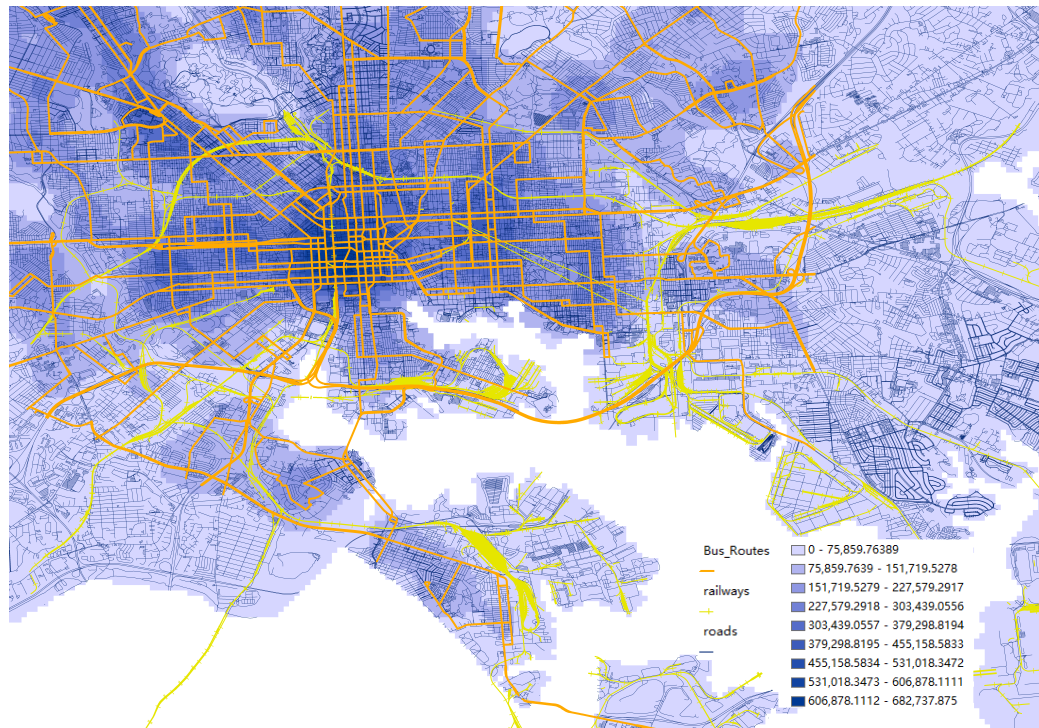 Bus_Routes
railways
roads
0 - 75,859.76389
75,859.7639 - 151,719.5278
151,719.5279 - 227,579.2917
227,579.2918 - 303,439.0556
303,439.0557 - 379,298.8194
379,298.8195 - 455,158.5833
455,158.5834 - 531,018.3472
531,018.3473 - 606,878.1111
606,878.1112 - 682,737.875